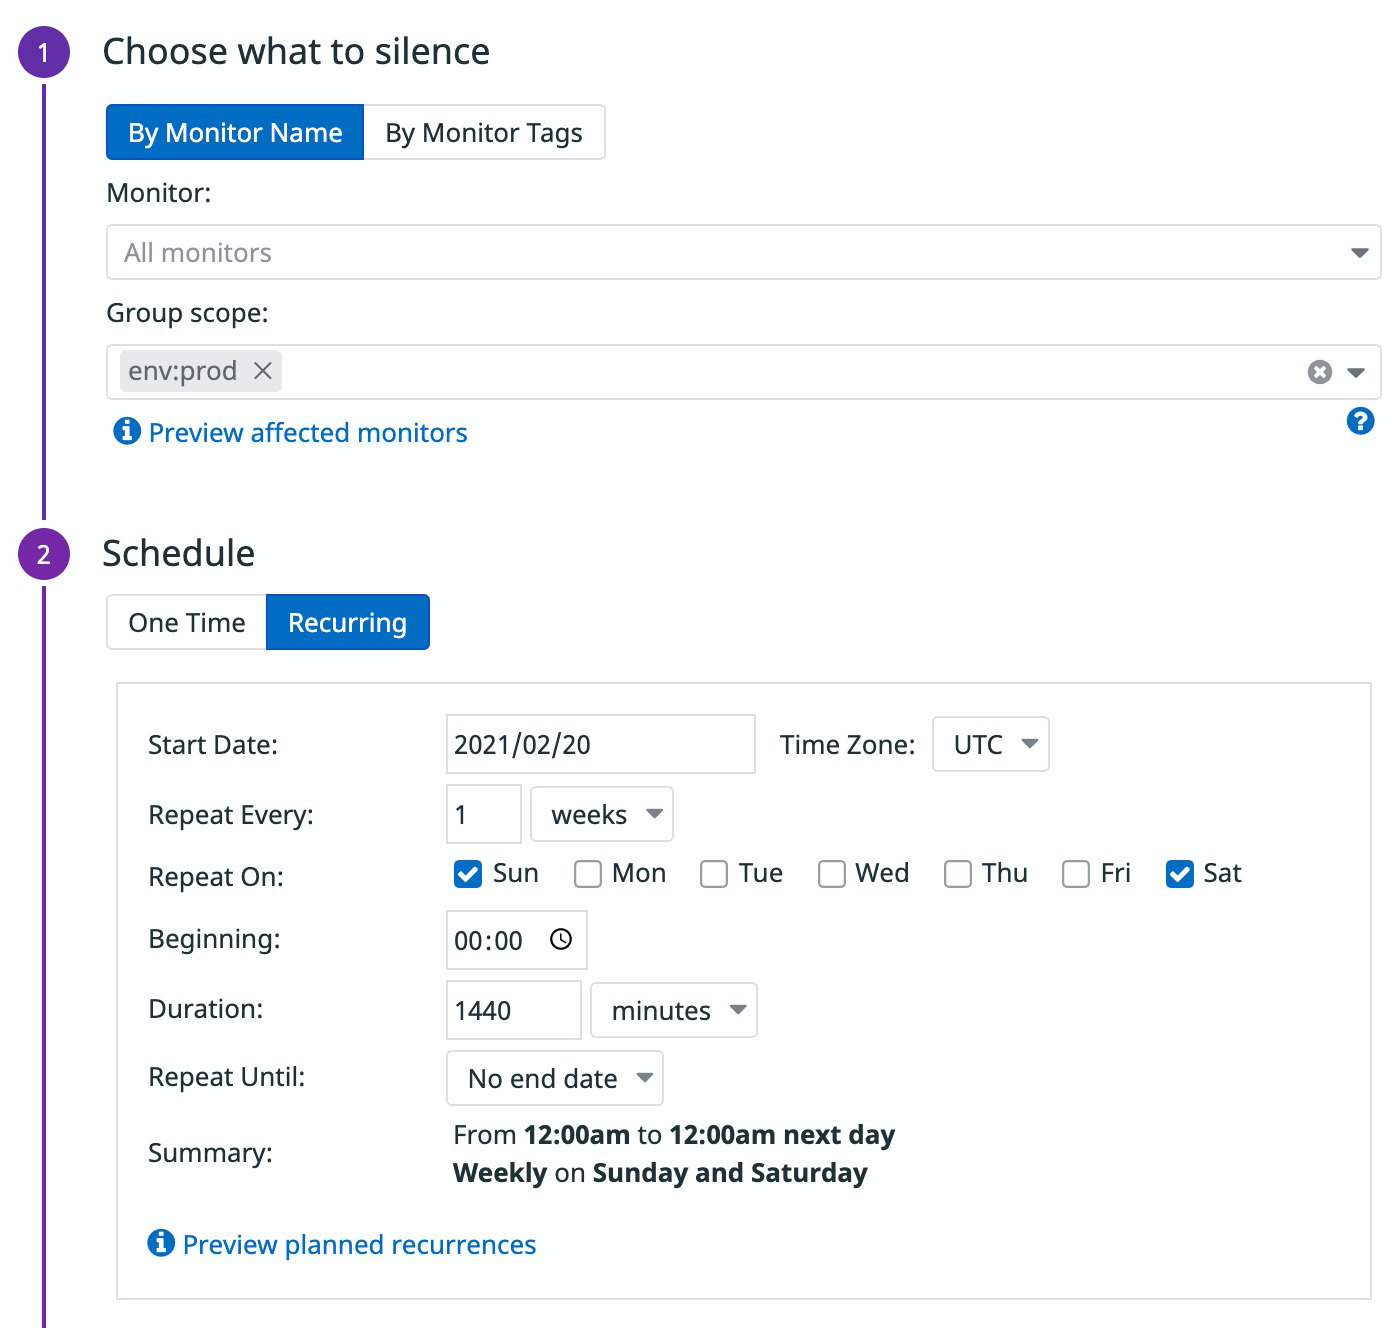 1 Choose what to silence
By Monitor Name By Monitor Tags
Monitor:
All monitors
Group scope:
env:prod
Preview affected monitors
2 Schedule
One Time Recurring
Start Date: 2021/02/20 Time Zone: UTC
Repeat Every: 1 weeks
Repeat On: Sun Mon Tue Wed Thu Fri Sat
Beginning: 00:00
Duration: 1440 minutes
Repeat Until: No end date
Summary: From 12:00am to 12:00am next day
Weekly on Sunday and Saturday
Preview planned recurrences